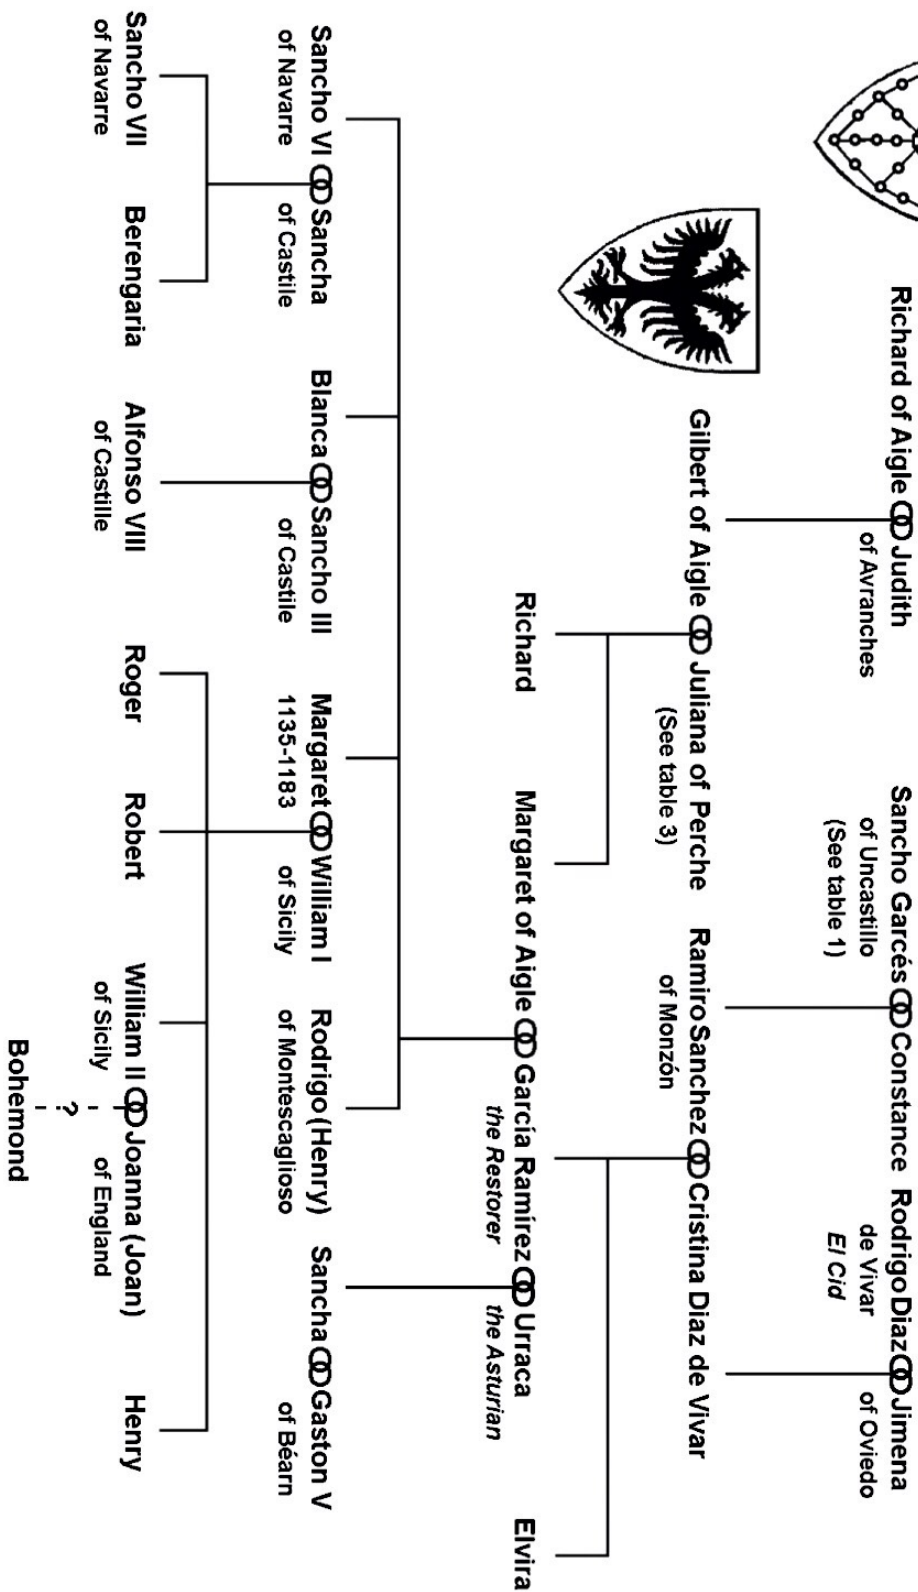 Richard of Aigle Judith
of Avranches
Sancho Garcés Constance
of Uncastillo
(See table 1)
Rodrigo Diaz Jimena
de Vivar of Oviedo
El Cid
Gilbert of Aigle Juliana of Perche
(See table 3)
Ramiro Sanchez Cristina Diaz de Vivar
of Monzón
Richard
Margaret of Aigle García Ramírez Urraca
the Restorer the Asturian
Elvira
Sancho VI Sancha
of Navarre of Castile
Blanca Sancho III
of Castile
Margaret William I
1135-1183 of Sicily
Rodrigo (Henry)
of Montescaglioso
Sancha Gaston V
of Béarn
Sancho VII
of Navarre
Berengaria
Alfonso VIII
of Castille
Roger
Robert
William II Joanna (Joan)
of Sicily of England
Henry
?
Bohemond